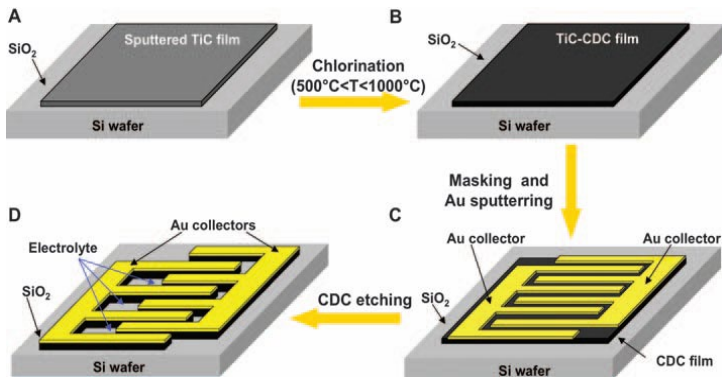 A
Sputtered TiC film
SiO2
Si wafer
Chlorination
(500°C<T<1000°C)
B
TiC-CDC film
SiO2
Si wafer
Masking and
Au sputterring
C
Au collector
Au collector
SiO2
Si wafer
CDC film
CDC etching
D
Au collectors
Electrolyte
SiO2
Si wafer